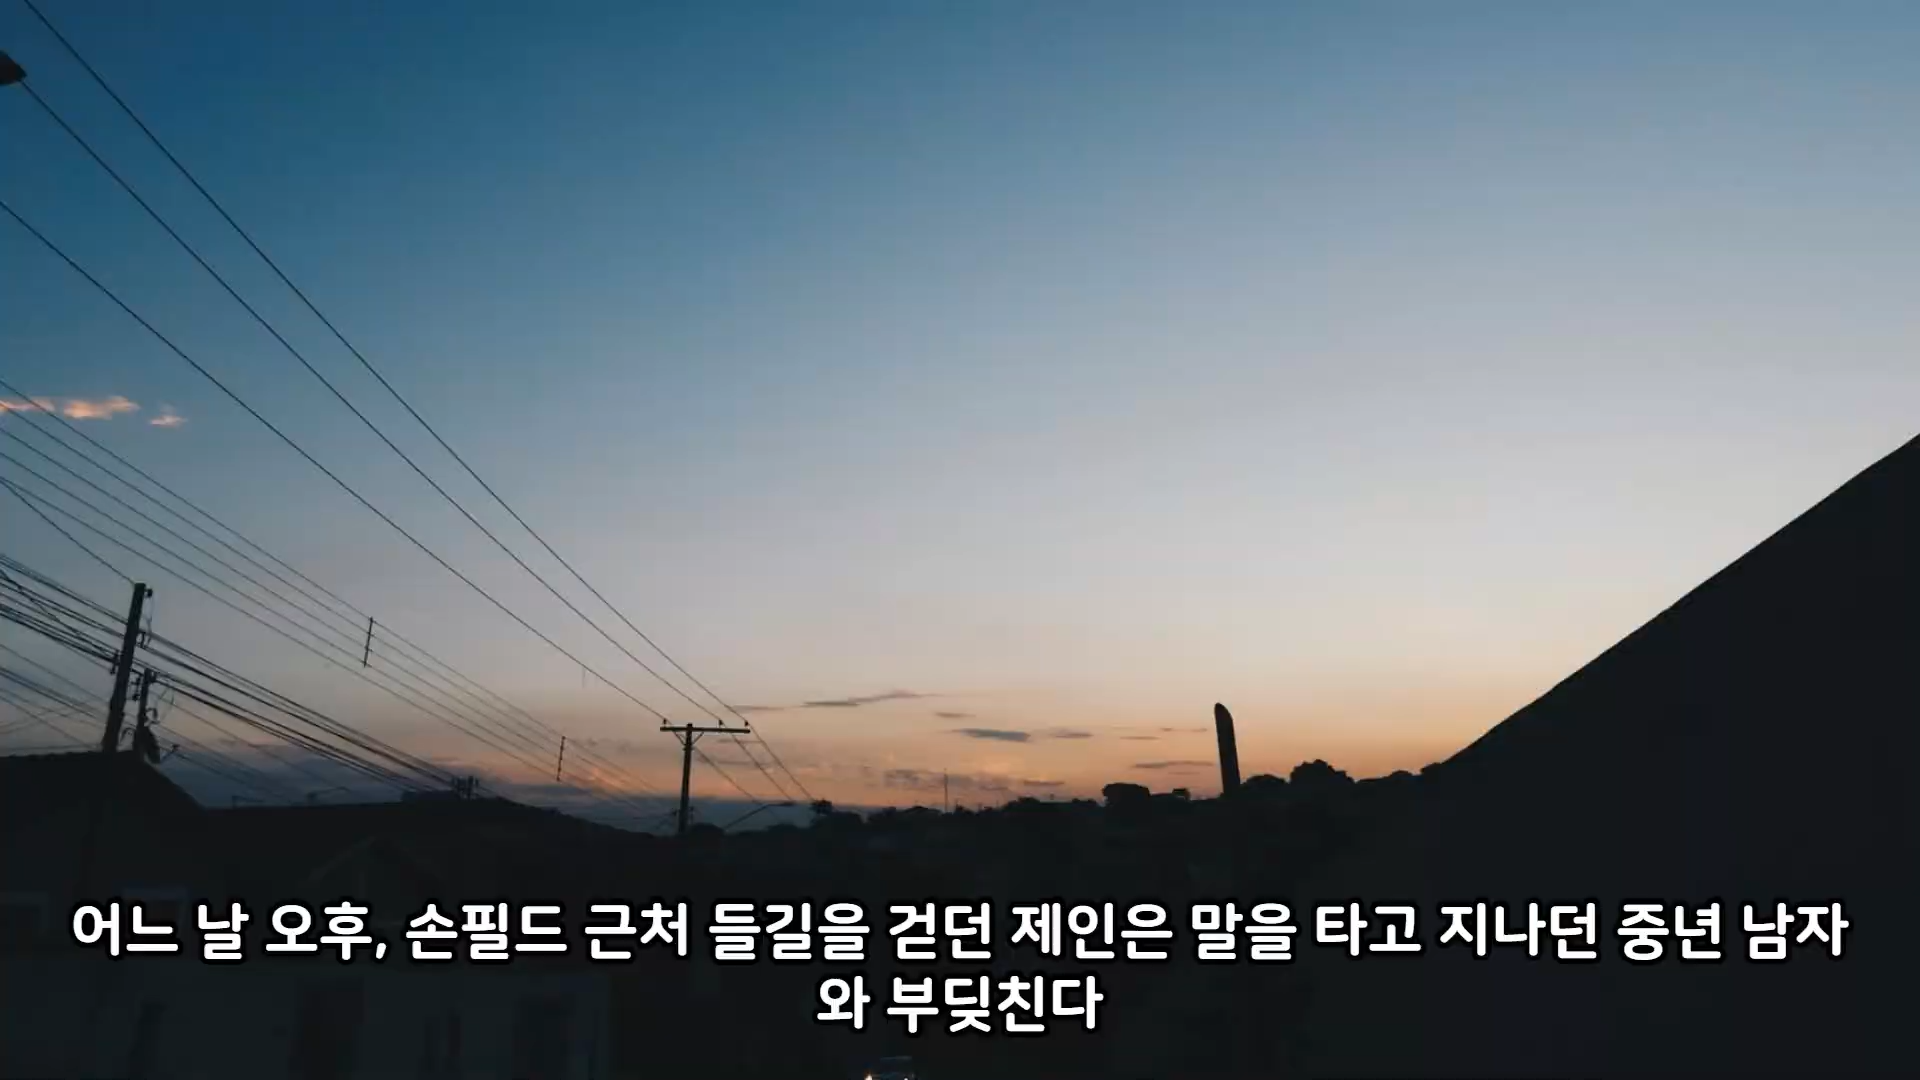 어느 날 오후, 손필드 근처 들길을 걷던 제인은 말을 타고 지나던 중년 남자
와 부딪친다